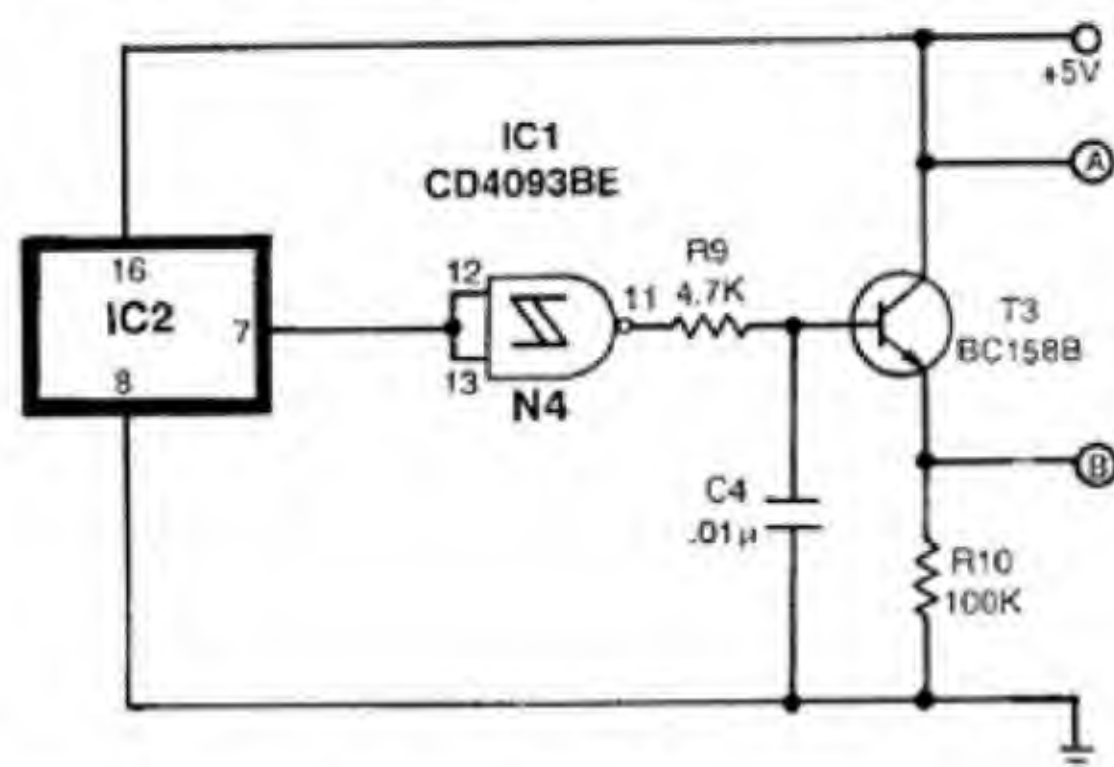 +5V
IC1
CD4093BE
A
16
IC2
7
8
12
13
11
N4
R9
4.7K
T3
BC158B
B
C4
.01µ
R10
100K